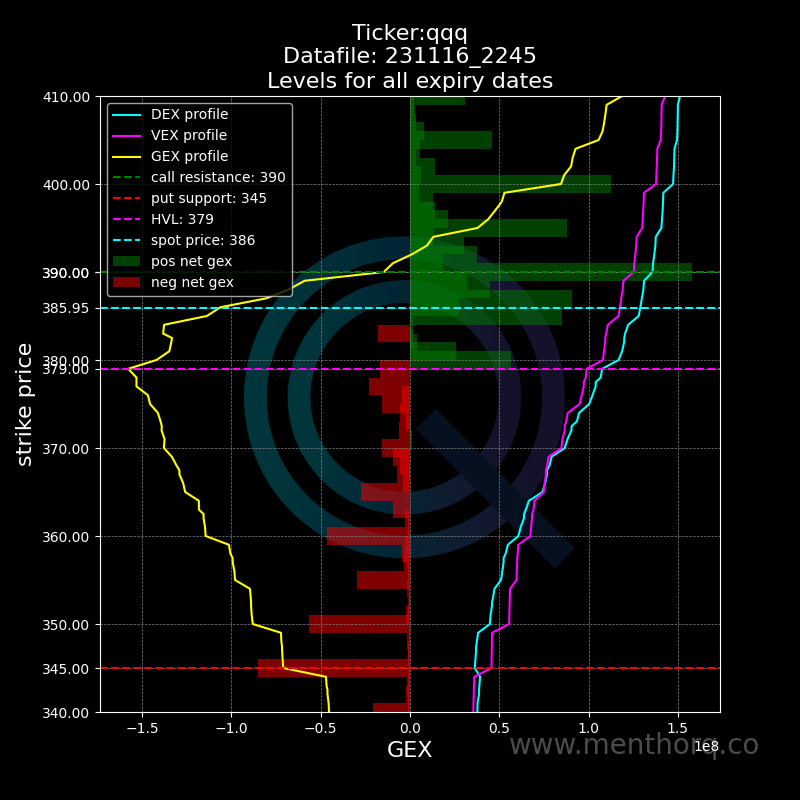 Ticker:qqq
Datafile: 231116_2245
Levels for all expiry dates
DEX profile
VEX profile
GEX profile
call resistance: 390
put support: 345
HVL: 379
spot price: 386
pos net gex
neg net gex
410.00
400.00
390.00
385.95
380.00
379.00
370.00
360.00
350.00
345.00
340.00
strike price
−1.5 −1.0 −0.5 0.0 0.5 1.0 1.5
1e8
GEX
www.menthorq.co